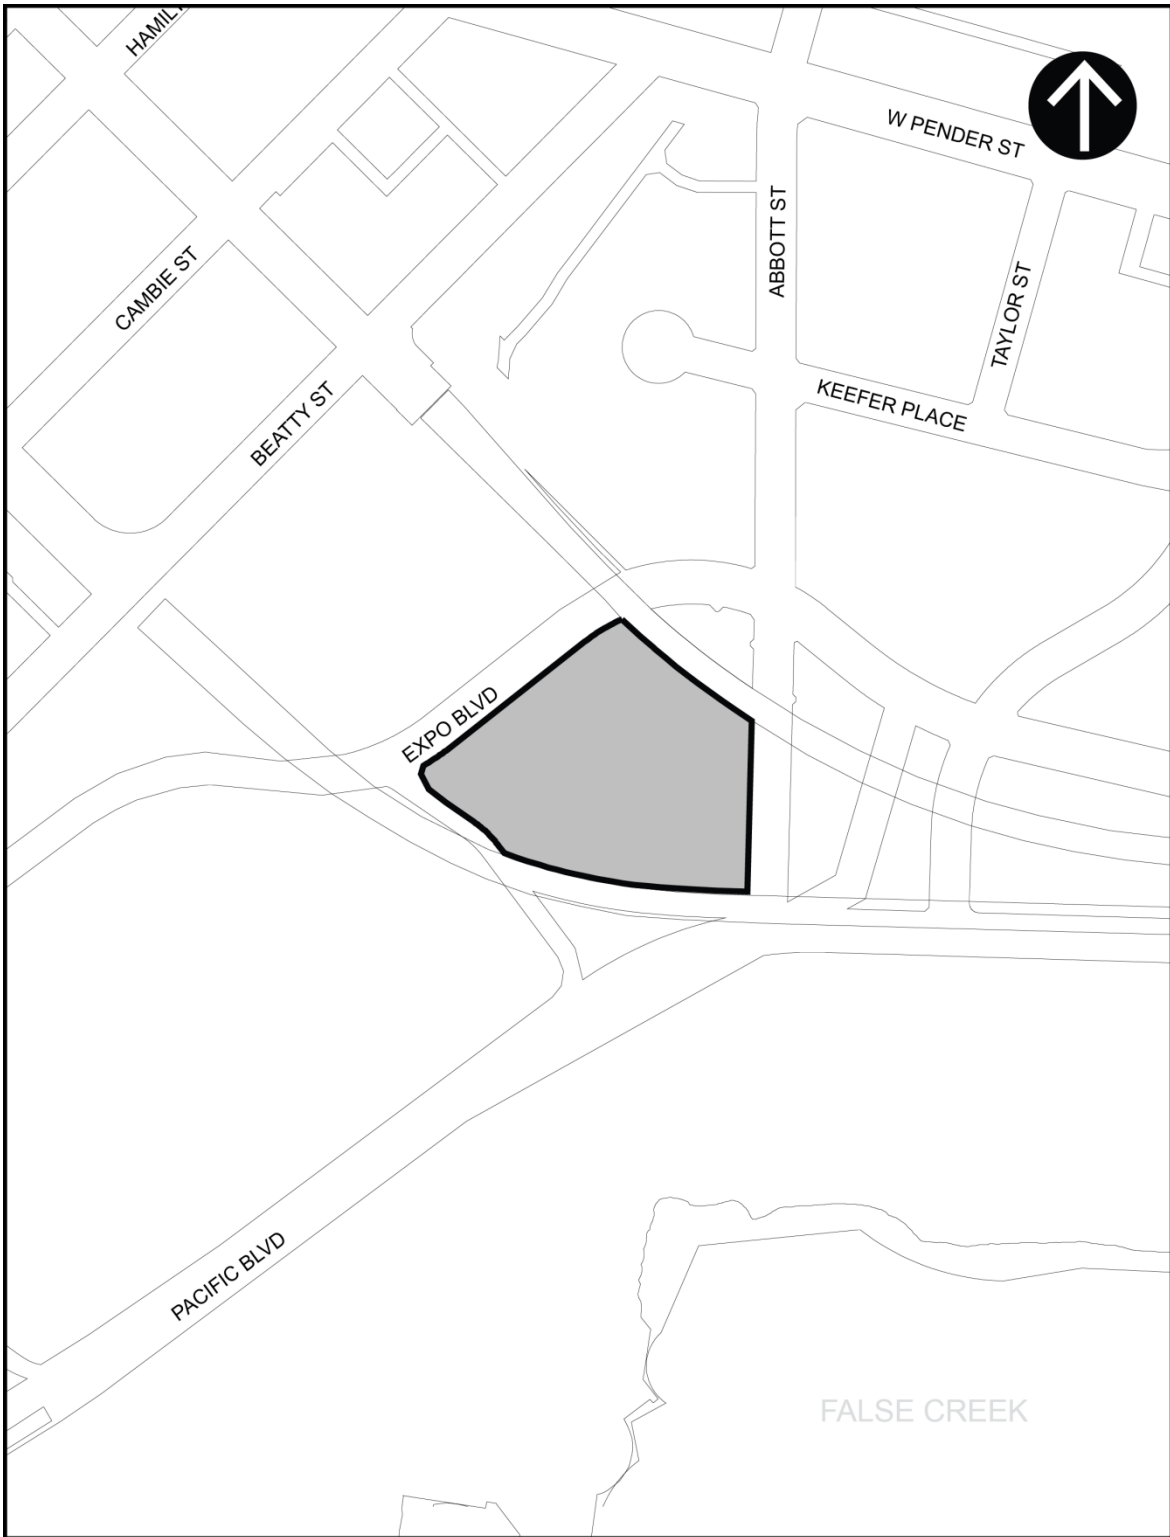 W PENDER ST
ABBOTT ST
CAMBIE ST
TAYLOR ST
KEEFER PLACE
BEATTY ST
EXPO BLVD
PACIFIC BLVD
FALSE CREEK